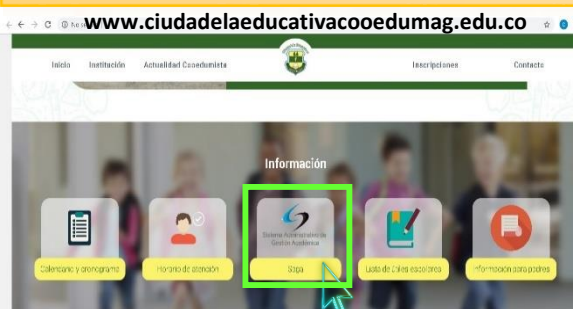 www.ciudadelaeducativacooedumag.edu.co
Inicio Institución Actualidad Cooedumista Inscripciones Contacto
Información
Sistema Administrativo de
Gestión Académica
Calendario y cronograma Horario de atención Saga Lista de útiles escolares Información para padres